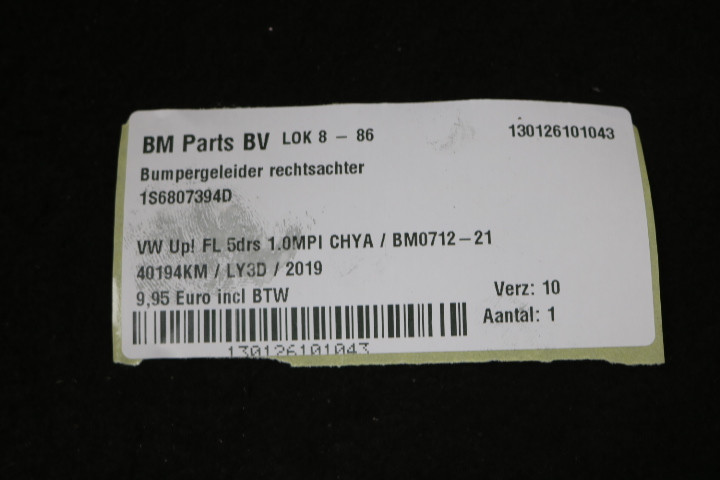 BM Parts BV LOK 8 - 86 130126101043
Bumpergeleider rechtsachter
1S6807394D
VW Up! FL 5drs 1.0MPI CHYA / BM0712-21
40194KM / LY3D / 2019
9,95 Euro incl BTW
Verz: 10
Aantal: 1
130126101043